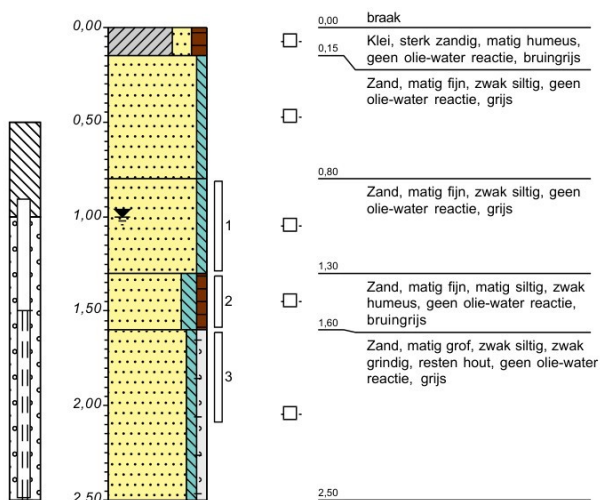 0,00
0,50
1,00
1,50
2,00
2,50
1
2
3
0,00
braak
Klei, sterk zandig, matig humeus,
geen olie-water reactie, bruingrijs
0,15
Zand, matig fijn, zwak siltig, geen
olie-water reactie, grijs
0,80
Zand, matig fijn, zwak siltig, geen
olie-water reactie, grijs
1,30
Zand, matig fijn, matig siltig, zwak
humeus, geen olie-water reactie,
bruingrijs
1,60
Zand, matig grof, zwak siltig, zwak
grindig, resten hout, geen olie-water
reactie, grijs
2,50